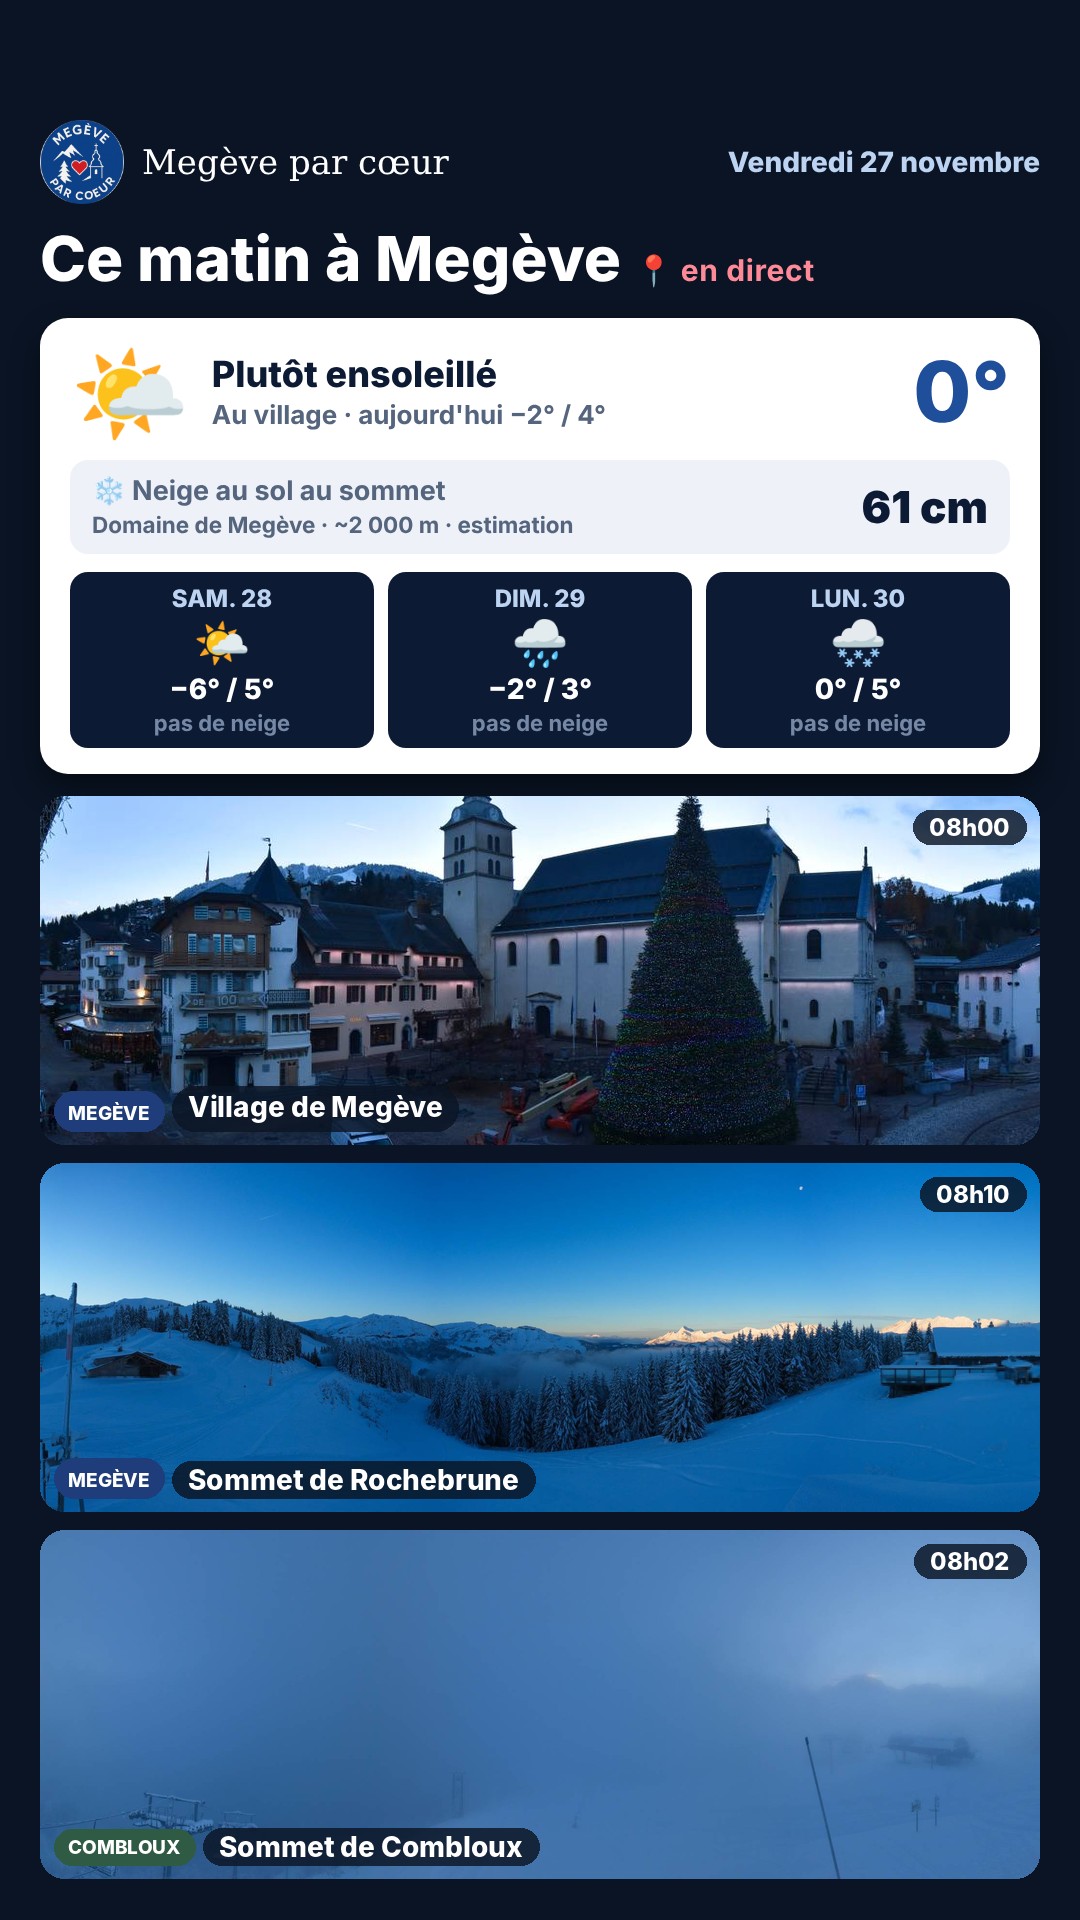 MEGÈVE
PAR COEUR
Megève par cœur
Vendredi 27 novembre
Ce matin à Megève 📍 en direct
Plutôt ensoleillé
Au village · aujourd'hui −2° / 4°
0°
❄️ Neige au sol au sommet
Domaine de Megève · ~2 000 m · estimation
61 cm
SAM. 28
−6° / 5°
pas de neige
DIM. 29
−2° / 3°
pas de neige
LUN. 30
0° / 5°
pas de neige
08h00
DE 100
MEGÈVE
Village de Megève
08h10
MEGÈVE
Sommet de Rochebrune
08h02
COMBLOUX
Sommet de Combloux